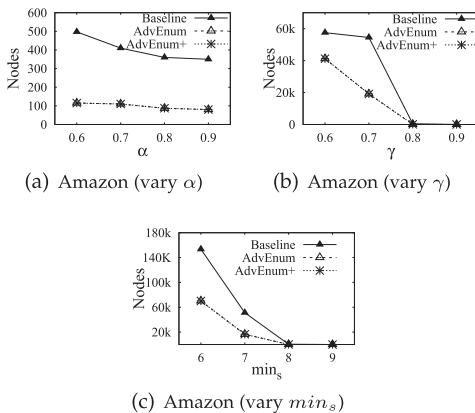 600
500
400
300
200
100
0
Nodes
Baseline
AdvEnum
AdvEnum+
0.6 0.7 0.8 0.9
α
(a) Amazon (vary α)
60k
40k
20k
0
Nodes
Baseline
AdvEnum
AdvEnum+
0.6 0.7 0.8 0.9
γ
(b) Amazon (vary γ)
180k
140k
100k
60k
20k
Nodes
Baseline
AdvEnum
AdvEnum+
6 7 8 9
min_s
(c) Amazon (vary min_s)